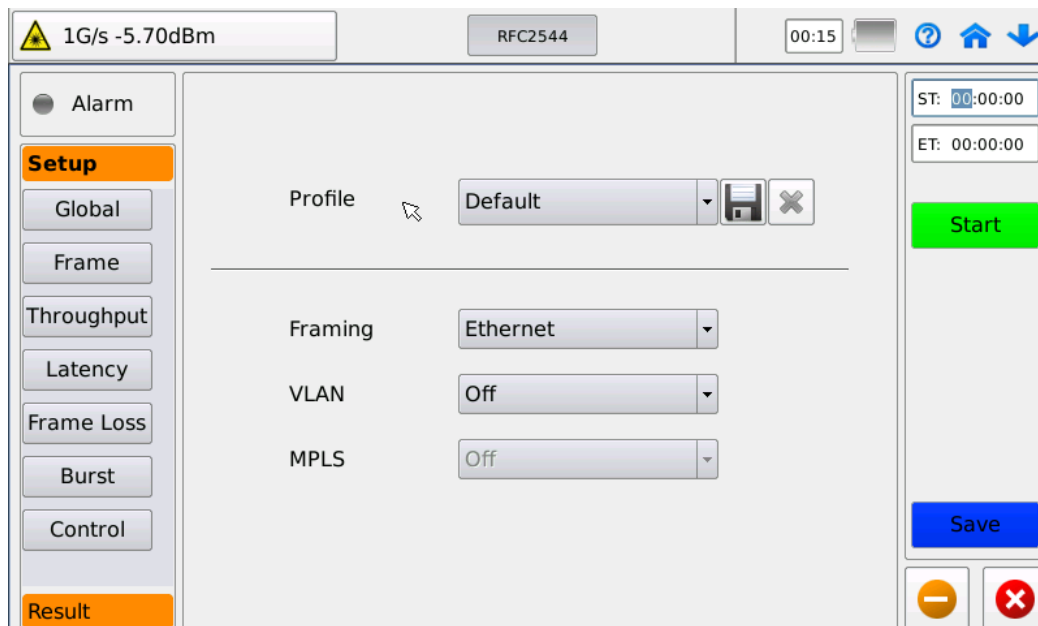 1G/s -5.70dBm
RFC2544
00:15
Alarm
Setup
Global
Frame
Throughput
Latency
Frame Loss
Burst
Control
Result
Profile
Default
Framing
Ethernet
VLAN
Off
MPLS
Off
ST: 00:00:00
ET: 00:00:00
Start
Save